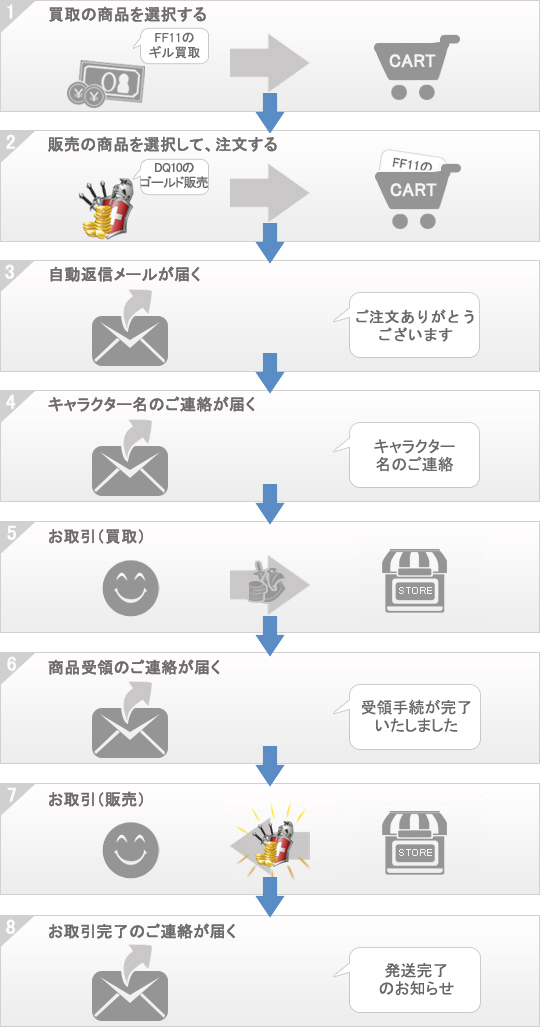 1
買取の商品を選択する
FF11の
ギル買取
CART
2
販売の商品を選択して、注文する
DQ10の
ゴールド販売
FF11の
CART
3
自動返信メールが届く
ご注文ありがとう
ございます
4
キャラクター名のご連絡が届く
キャラクター
名のご連絡
5
お取引(買取)
STORE
6
商品受領のご連絡が届く
受領手続が完了
いたしました
7
お取引(販売)
STORE
8
お取引完了のご連絡が届く
発送完了
のお知らせ